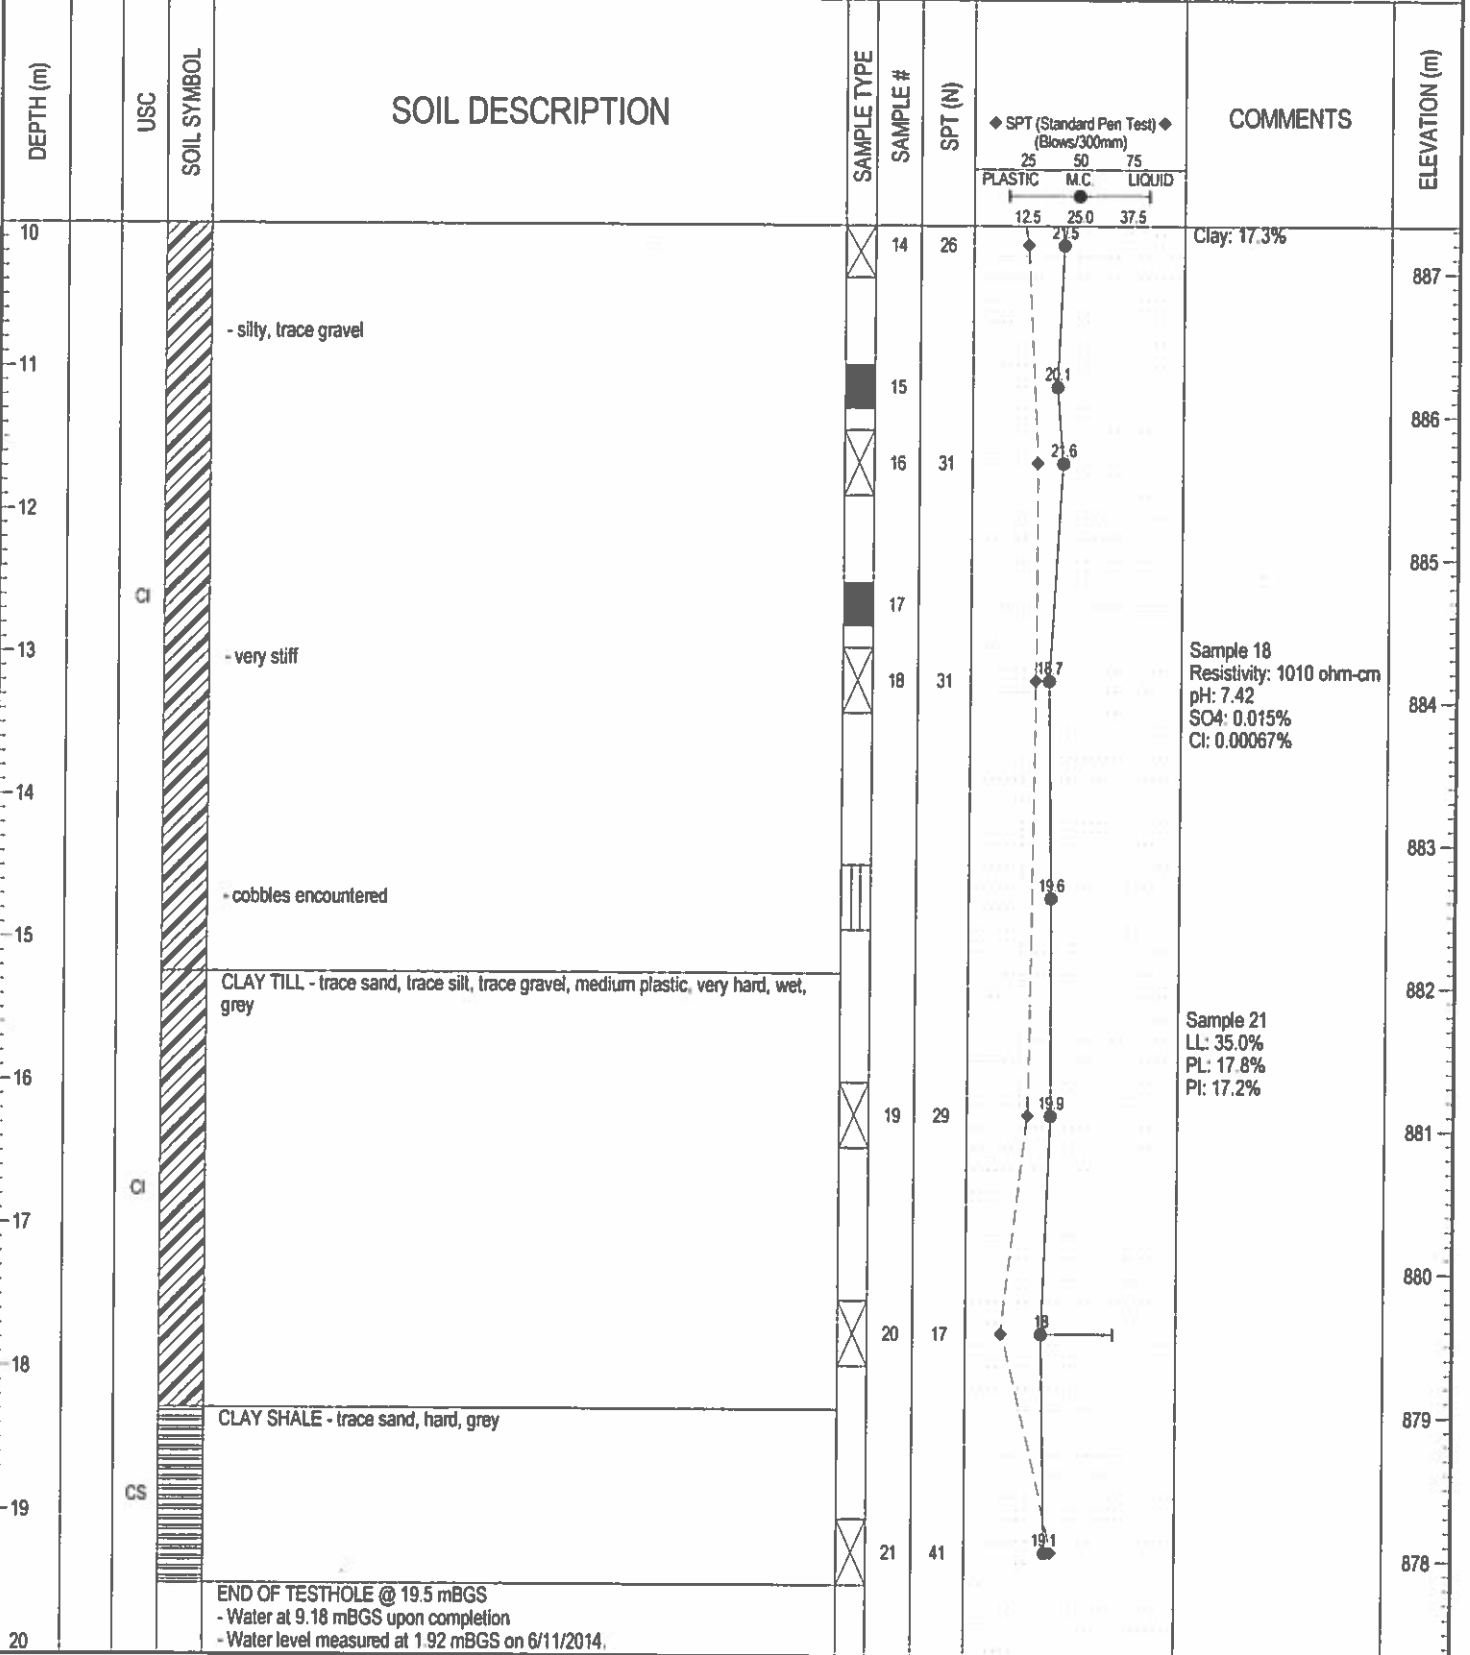 DEPTH (m)
USC
SOIL SYMBOL
SOIL DESCRIPTION
SAMPLE TYPE
SAMPLE #
SPT (N)
◆ SPT (Standard Pen Test) ◆
(Blows/300mm)
25 50 75
PLASTIC M.C. LIQUID
12.5 25.0 37.5
COMMENTS
ELEVATION (m)
10
14 26
21.5
Clay: 17.3%
887
- silty, trace gravel
11
15
20.1
886
16 31
21.6
12
885
CI
17
13
- very stiff
18 31
18.7
Sample 18
Resistivity: 1010 ohm-cm
pH: 7.42
SO4: 0.015%
Cl: 0.00067%
884
14
883
- cobbles encountered
19.6
15
CLAY TILL - trace sand, trace silt, trace gravel, medium plastic, very hard, wet,
grey
882
Sample 21
LL: 35.0%
PL: 17.8%
PI: 17.2%
16
19 29
19.9
881
CI
17
880
20 17
18
18
CLAY SHALE - trace sand, hard, grey
879
CS
19
21 41
19.1
878
END OF TESTHOLE @ 19.5 mBGS
- Water at 9.18 mBGS upon completion
- Water level measured at 1.92 mBGS on 6/11/2014.
20